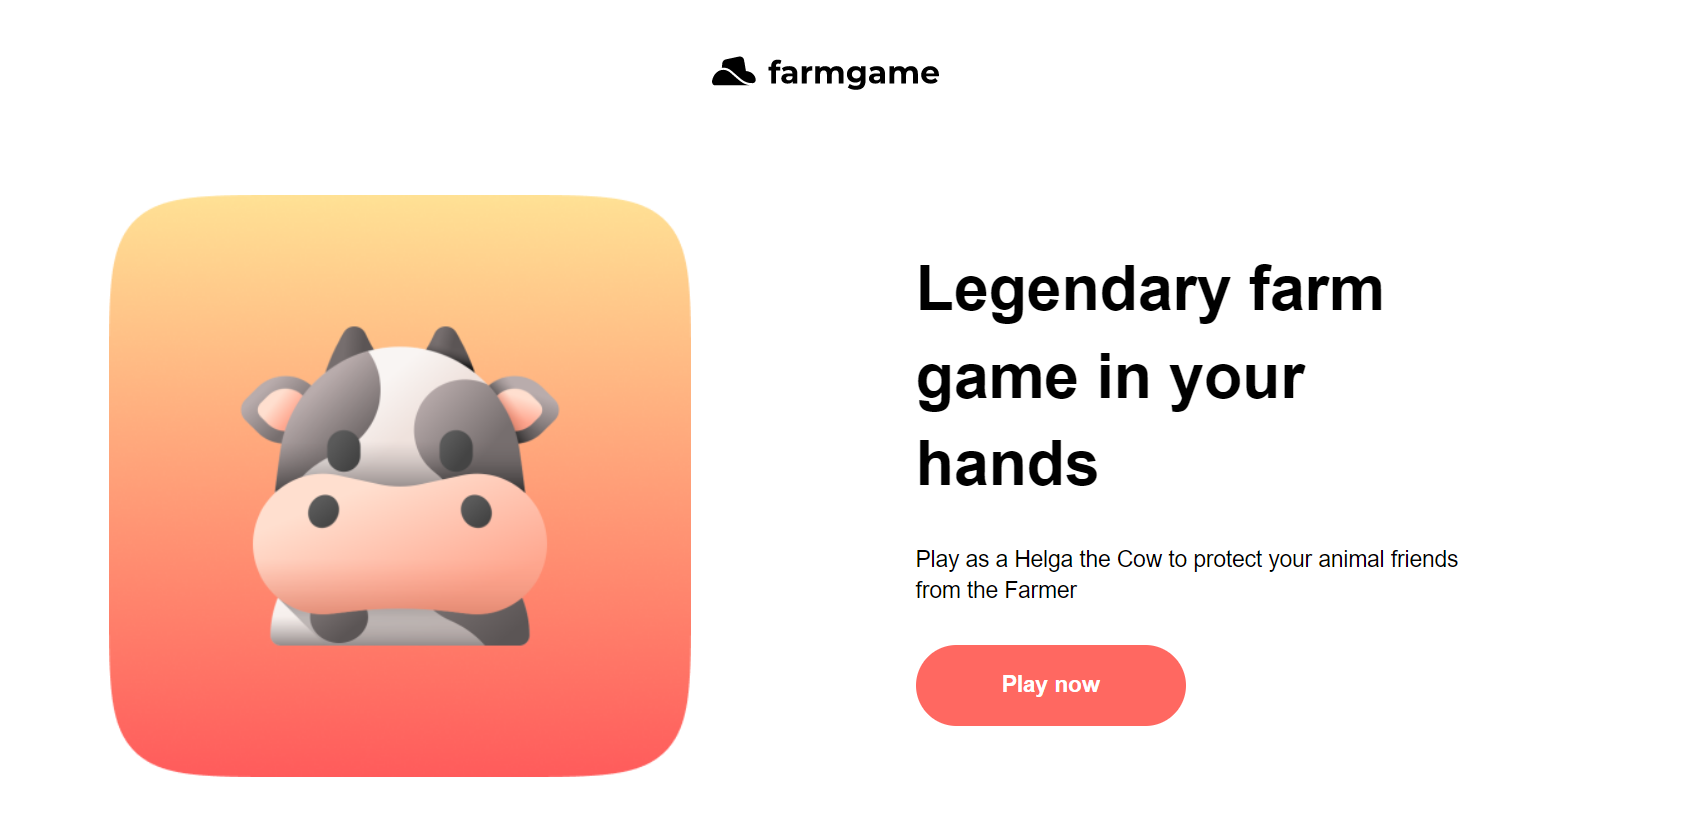 farmgame
Legendary farm
game in your
hands
Play as a Helga the Cow to protect your animal friends
from the Farmer
Play now